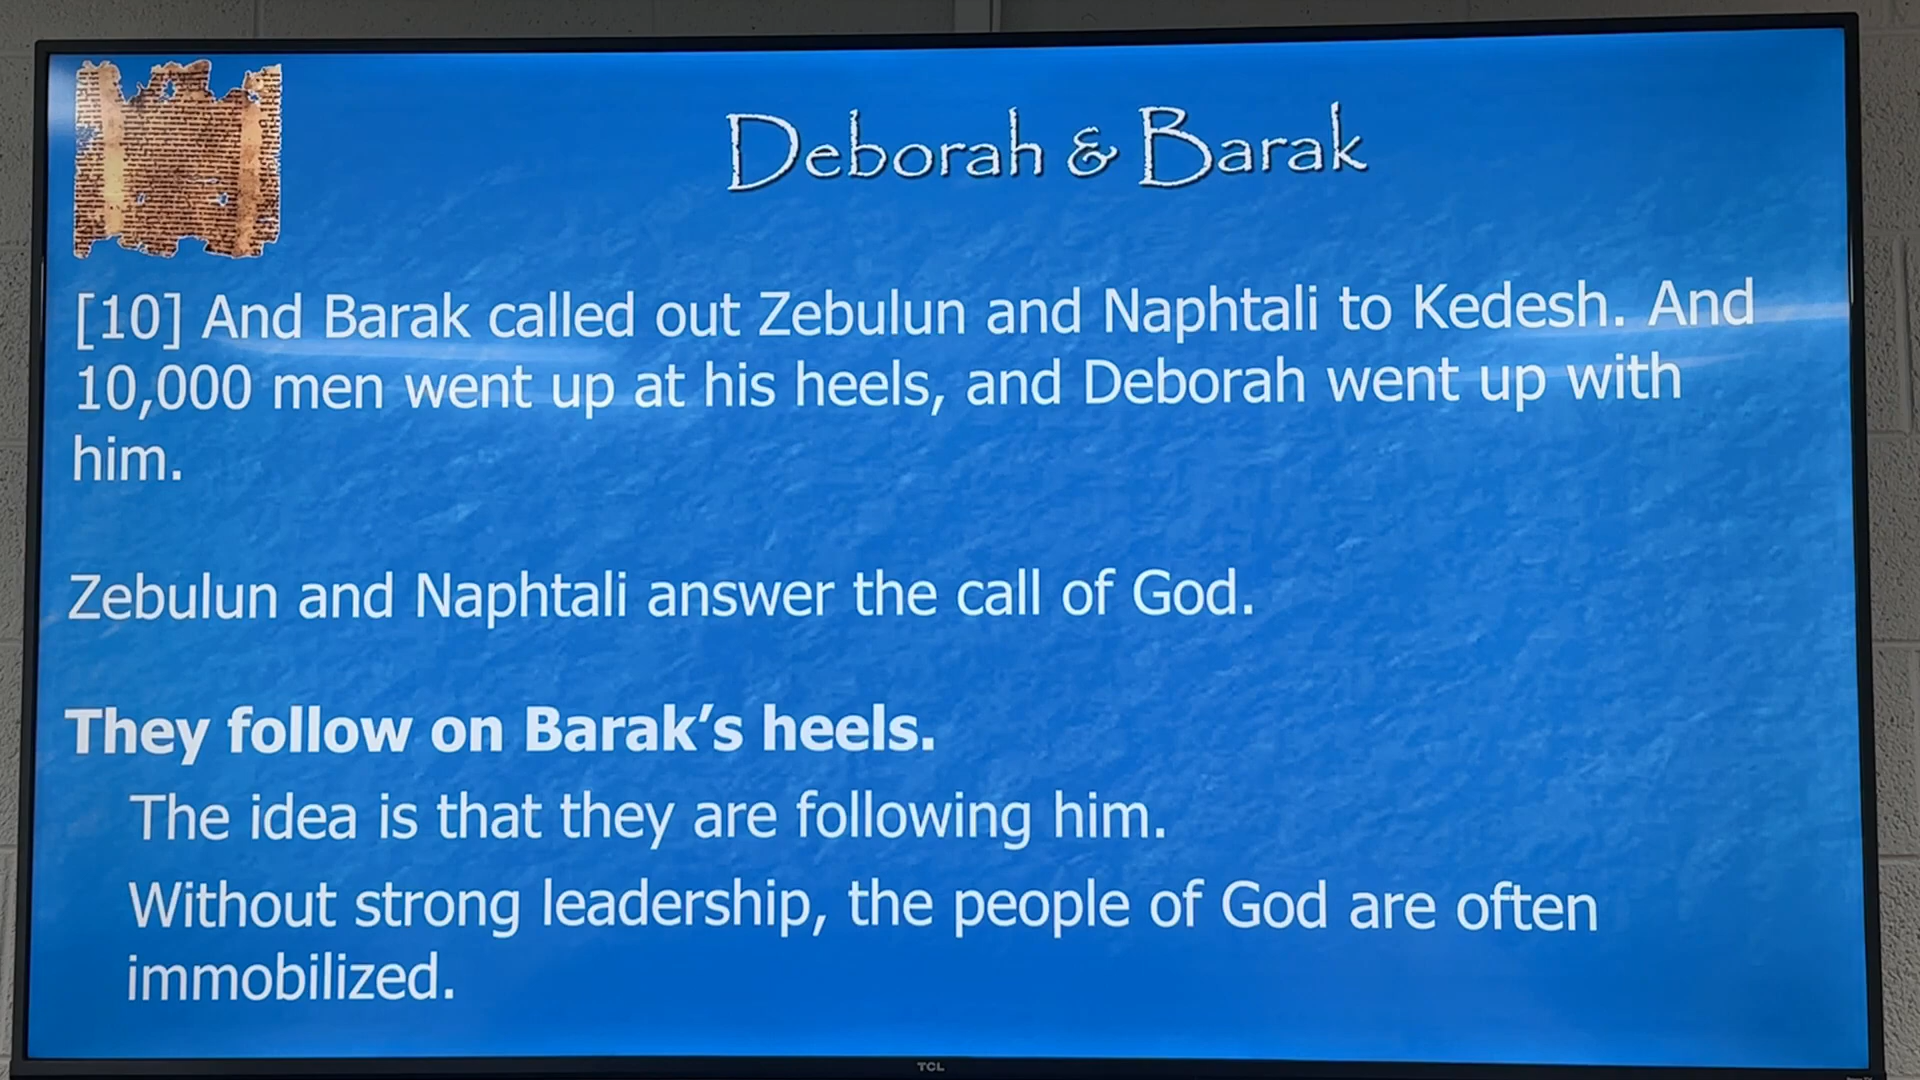 Deborah & Barak
[10] And Barak called out Zebulun and Naphtali to Kedesh. And
10,000 men went up at his heels, and Deborah went up with
him.
Zebulun and Naphtali answer the call of God.
They follow on Barak’s heels.
The idea is that they are following him.
Without strong leadership, the people of God are often
immobilized.
TCL